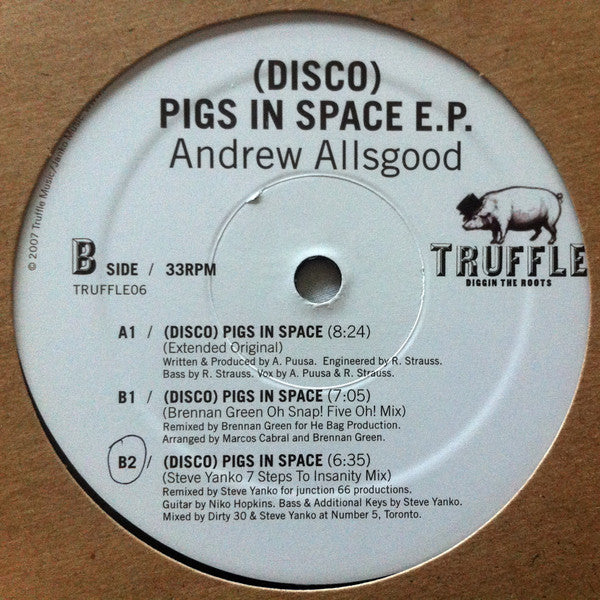 (DISCO)
PIGS IN SPACE E.P.
Andrew Allsgood
TRUFFLE
DIGGIN THE ROOTS
B SIDE / 33RPM
TRUFFLE06
A1 / (DISCO) PIGS IN SPACE (8:24)
(Extended Original)
Written & Produced by A. Puusa. Engineered by R. Strauss.
Bass by R. Strauss. Vox by A. Puusa & R. Strauss.
B1 / (DISCO) PIGS IN SPACE (7:05)
(Brennan Green Oh Snap! Five Oh! Mix)
Remixed by Brennan Green for He Bag Production.
Arranged by Marcos Cabral and Brennan Green.
B2 / (DISCO) PIGS IN SPACE (6:35)
(Steve Yanko 7 Steps To Insanity Mix)
Remixed by Steve Yanko for junction 66 productions.
Guitar by Niko Hopkins. Bass & Additional Keys by Steve Yanko.
Mixed by Dirty 30 & Steve Yanko at Number 5, Toronto.
© 2007 Truffle Music